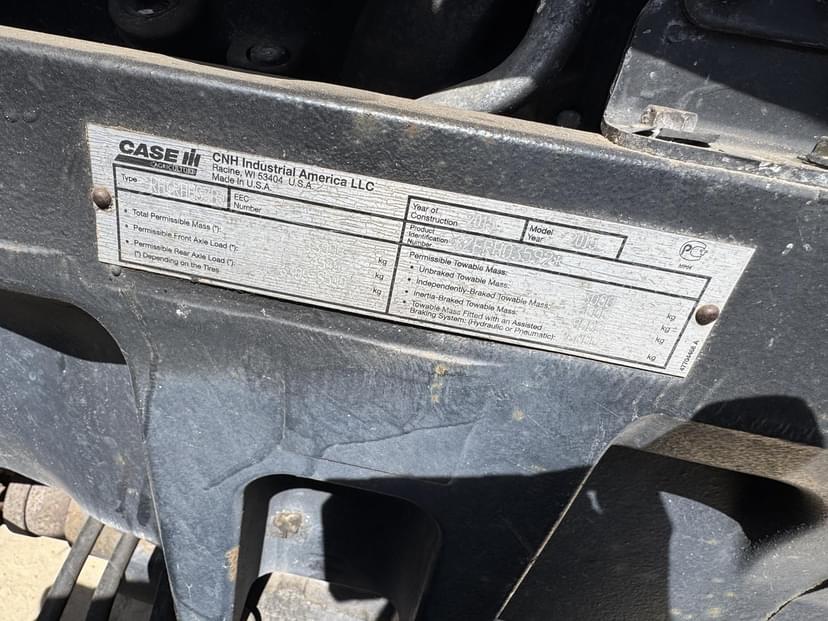 CASE IH
AGRICULTURE
CNH Industrial America LLC
Racine, WI 53404 U.S.A.
Made in U.S.A.
Type
EEC
Number
Year of
Construction
Model
Year
Product
Identification
Number
• Total Permissible Mass (*): kg
• Permissible Front Axle Load (*): kg
• Permissible Rear Axle Load (*): kg
(*) Depending on the Tires
Permissible Towable Mass:
• Unbraked Towable Mass: kg
• Independently-Braked Towable Mass: kg
• Inertia-Braked Towable Mass: kg
• Towable Mass Fitted with an Assisted
Braking System: (Hydraulic or Pneumatic): kg